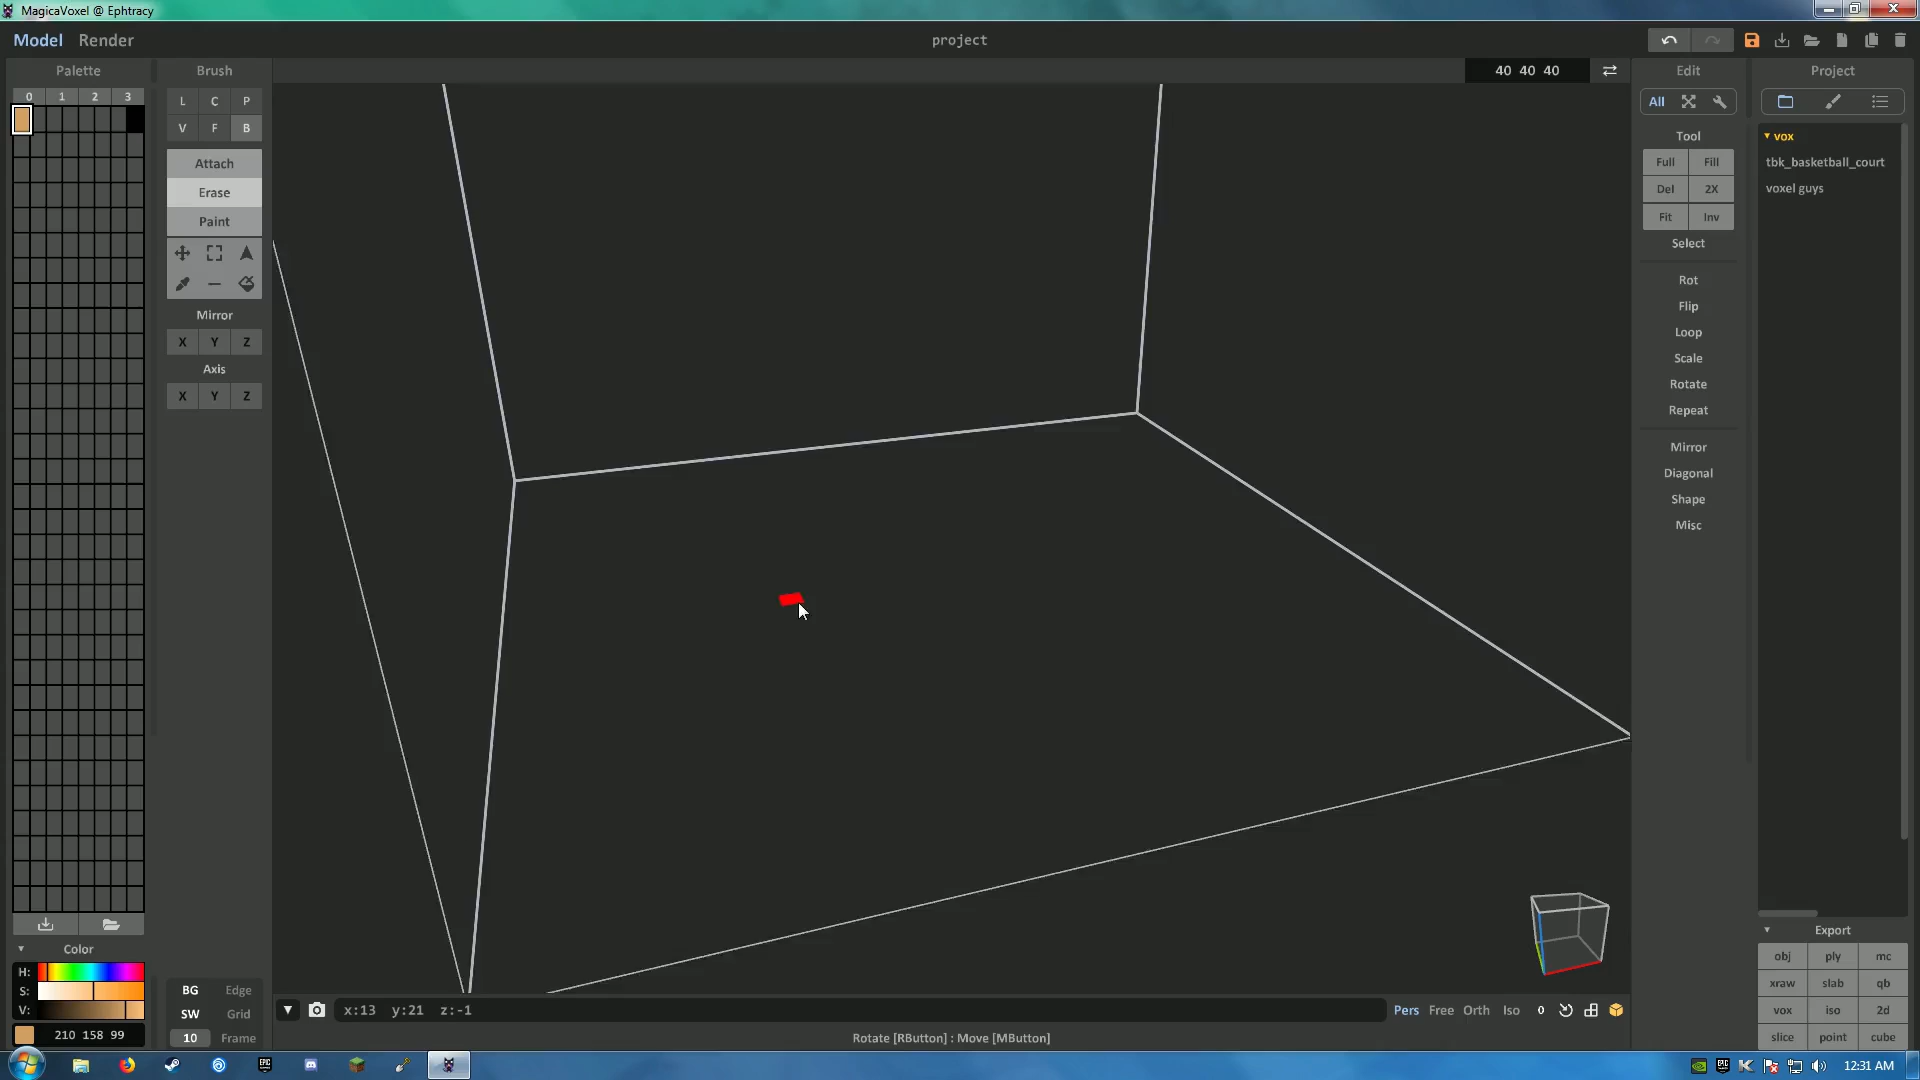 MagicaVoxel @ Ephtracy
Model Render
project
Palette
0 1 2 3
Brush
L C P
V F B
Attach
Erase
Paint
Mirror
X Y Z
Axis
X Y Z
40 40 40
Edit
All
Tool
Full Fill
Del 2X
Fit Inv
Select
Rot
Flip
Loop
Scale
Rotate
Repeat
Mirror
Diagonal
Shape
Misc
Project
vox
tbk_basketball_court
voxel guys
Export
obj ply mc
xraw slab qb
vox iso 2d
slice point cube
Color
H:
S:
V:
210 158 99
BG Edge
SW Grid
10 Frame
x:13 y:21 z:-1
Pers Free Orth Iso 0
Rotate [RButton] : Move [MButton]
EPIC
EPIC
12:31 AM